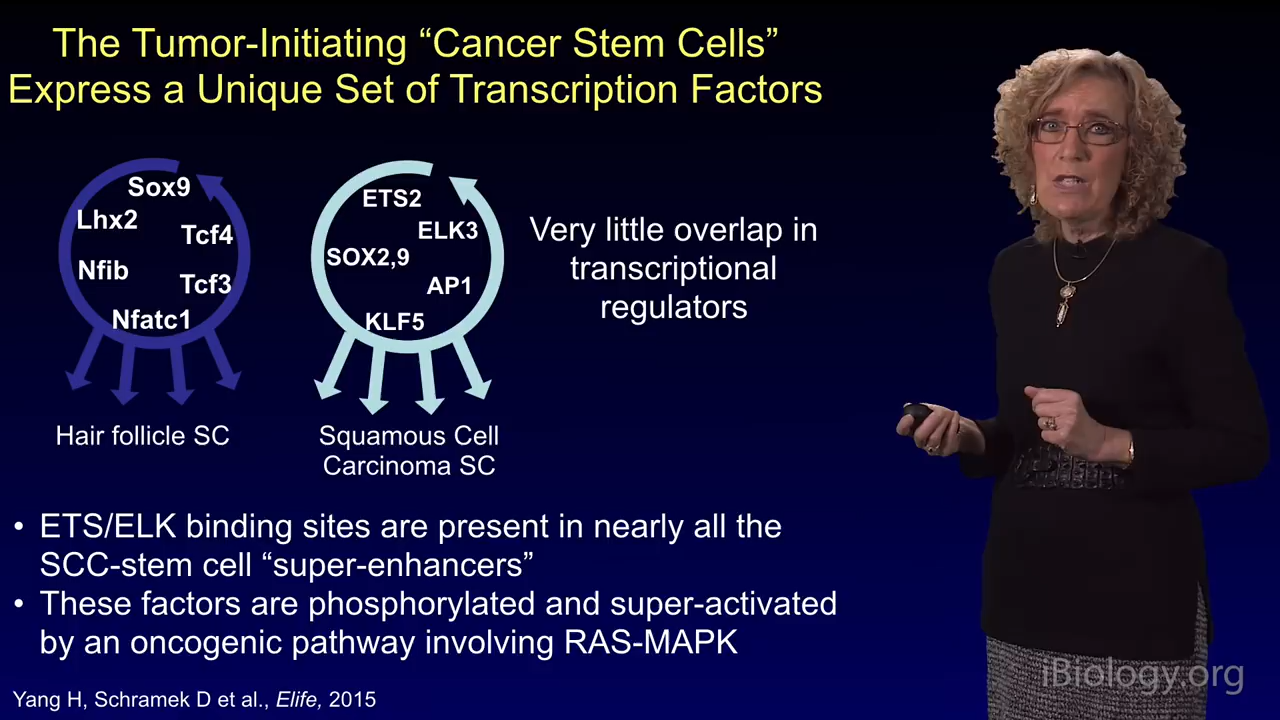 The Tumor-Initiating “Cancer Stem Cells”
Express a Unique Set of Transcription Factors
Sox9
Lhx2
Tcf4
Nfib
Tcf3
Nfatc1
Hair follicle SC
ETS2
ELK3
SOX2,9
AP1
KLF5
Squamous Cell
Carcinoma SC
Very little overlap in
transcriptional
regulators
• ETS/ELK binding sites are present in nearly all the
SCC-stem cell “super-enhancers”
• These factors are phosphorylated and super-activated
by an oncogenic pathway involving RAS-MAPK
Yang H, Schramek D et al., Elife, 2015
iBiology.org